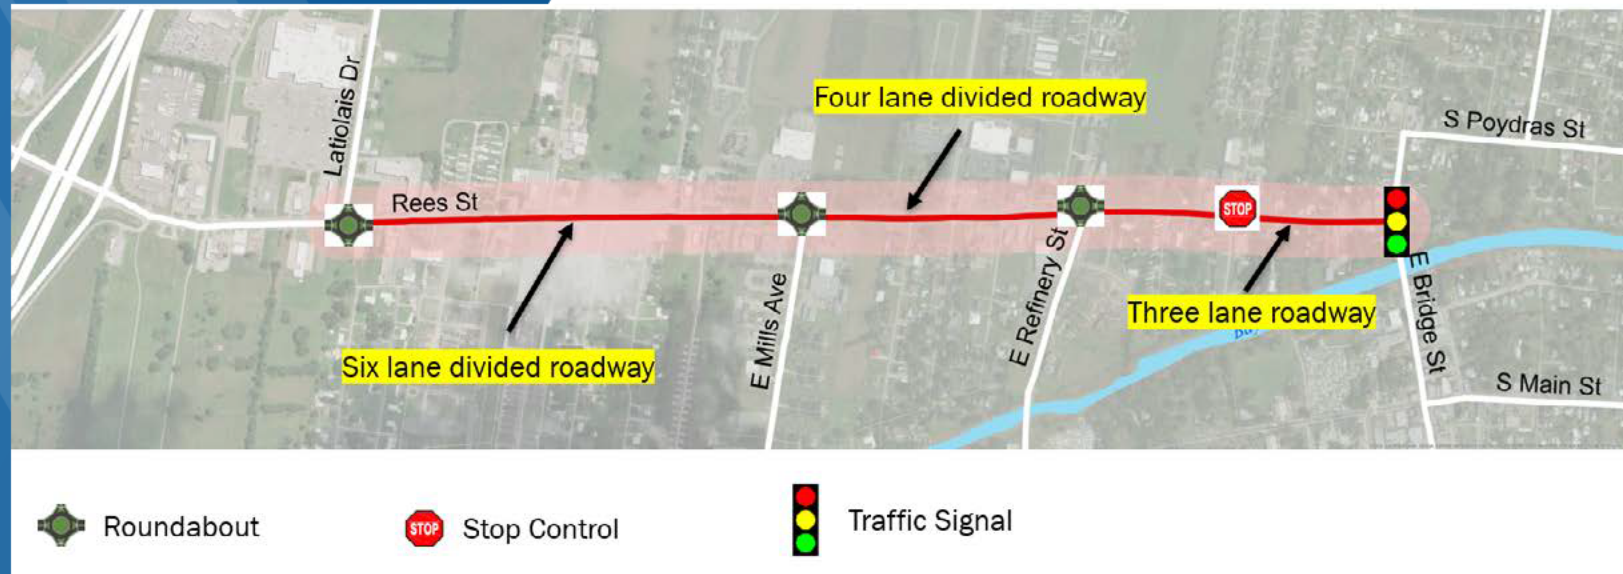 Four lane divided roadway
Latiolais Dr
S Poydras St
Rees St
STOP
E Mills Ave
E Refinery St
Three lane roadway
E Bridge St
Six lane divided roadway
S Main St
Roundabout
STOP
Stop Control
Traffic Signal